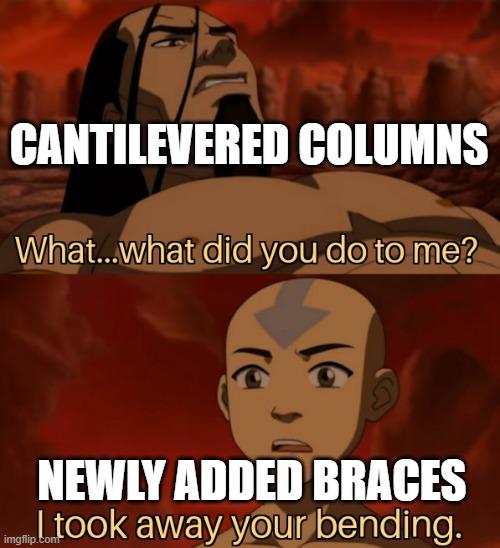 CANTILEVERED COLUMNS
What...what did you do to me?
NEWLY ADDED BRACES
I took away your bending.
imgflip.com